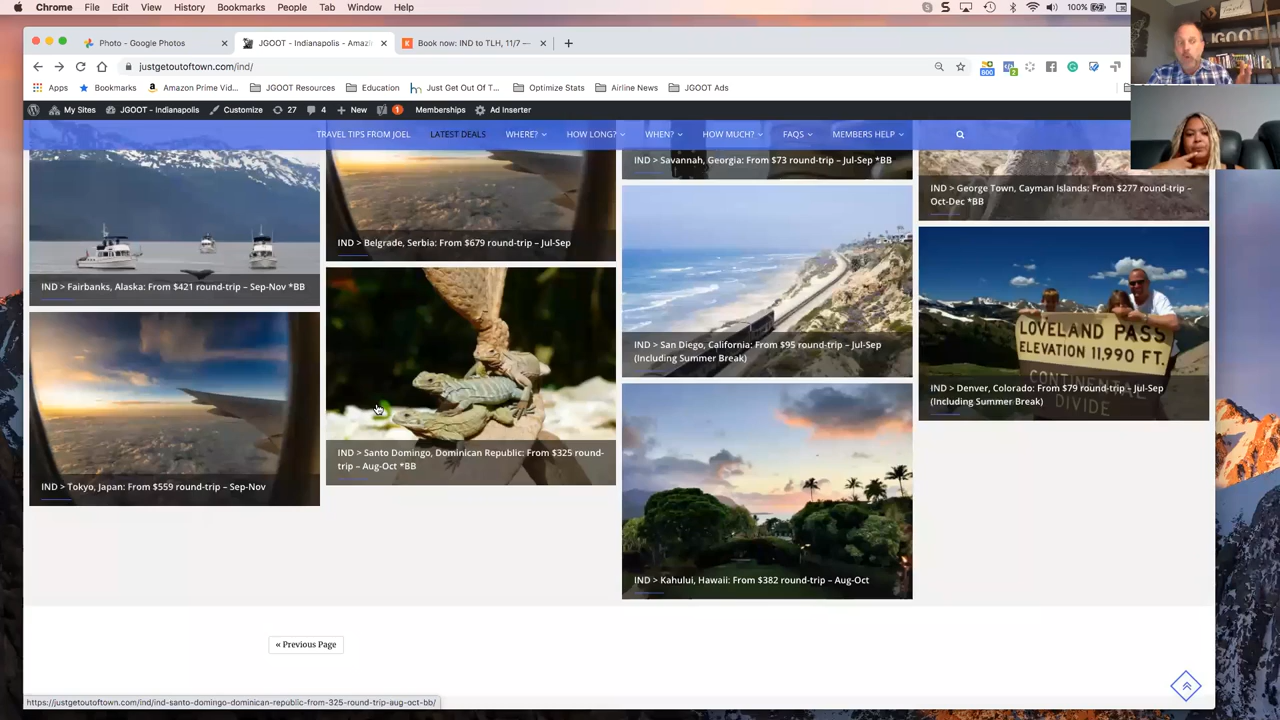 Chrome File Edit View History Bookmarks People Tab Window Help 100%
Photo - Google Photos
JGOOT - Indianapolis - Amazi
Book now: IND to TLH, 11/7 —
justgetoutoftown.com/ind/
600
2
Apps Bookmarks Amazon Prime Vid... JGOOT Resources Education Just Get Out Of T... Optimize Stats Airline News JGOOT Ads
My Sites JGOOT - Indianapolis Customize 27 4 New 1 Memberships Ad Inserter
TRAVEL TIPS FROM JOEL LATEST DEALS WHERE? HOW LONG? WHEN? HOW MUCH? FAQS MEMBERS HELP
IND > Fairbanks, Alaska: From $421 round-trip – Sep-Nov *BB
IND > Tokyo, Japan: From $559 round-trip – Sep-Nov
IND > Belgrade, Serbia: From $679 round-trip – Jul-Sep
IND > Santo Domingo, Dominican Republic: From $325 round-
trip – Aug-Oct *BB
IND > Savannah, Georgia: From $73 round-trip – Jul-Sep *BB
IND > San Diego, California: From $95 round-trip – Jul-Sep
(Including Summer Break)
IND > Kahului, Hawaii: From $382 round-trip – Aug-Oct
IND > George Town, Cayman Islands: From $277 round-trip –
Oct-Dec *BB
LOVELAND PASS
ELEVATION 11,990 FT.
CONTINENTAL
DIVIDE
IND > Denver, Colorado: From $79 round-trip – Jul-Sep
(Including Summer Break)
« Previous Page
https://justgetoutoftown.com/ind/ind-santo-domingo-dominican-republic-from-325-round-trip-aug-oct-bb/
Travel
JGOOT